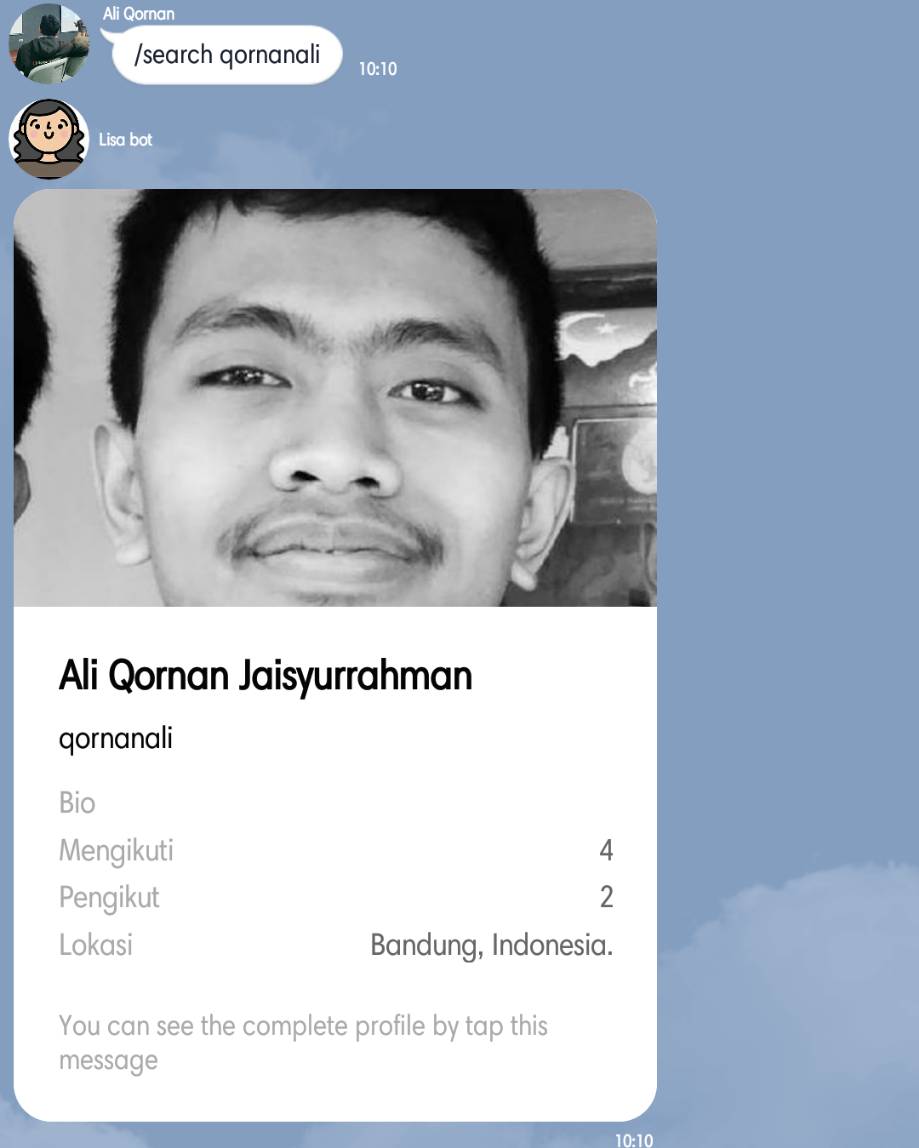 Ali Qornan
/search qornanali
10:10
Lisa bot
Ali Qornan Jaisyurrahman
qornanali
Bio
Mengikuti 4
Pengikut 2
Lokasi Bandung, Indonesia.
You can see the complete profile by tap this
message
10:10